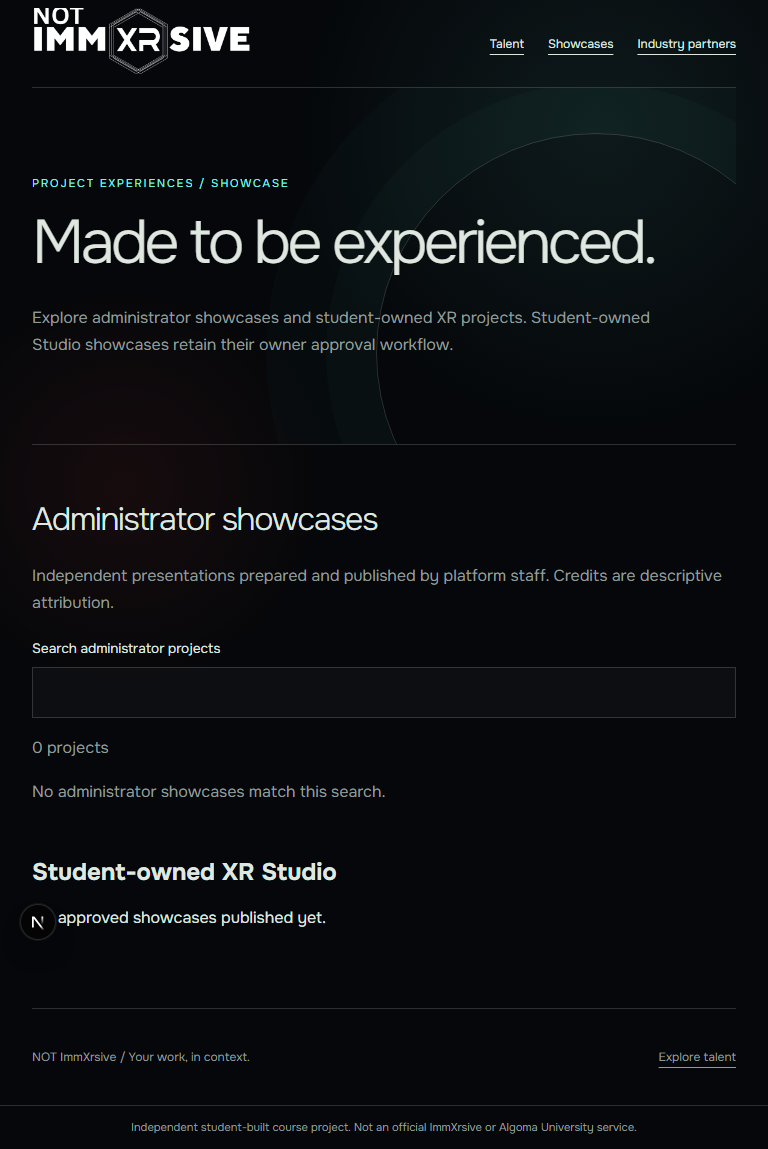 NOT
IMMXRSIVE
Talent
Showcases
Industry partners
PROJECT EXPERIENCES / SHOWCASE
Made to be experienced.
Explore administrator showcases and student-owned XR projects. Student-owned
Studio showcases retain their owner approval workflow.
Administrator showcases
Independent presentations prepared and published by platform staff. Credits are descriptive
attribution.
Search administrator projects
0 projects
No administrator showcases match this search.
Student-owned XR Studio
N
approved showcases published yet.
NOT ImmXrsive / Your work, in context.
Explore talent
Independent student-built course project. Not an official ImmXrsive or Algoma University service.